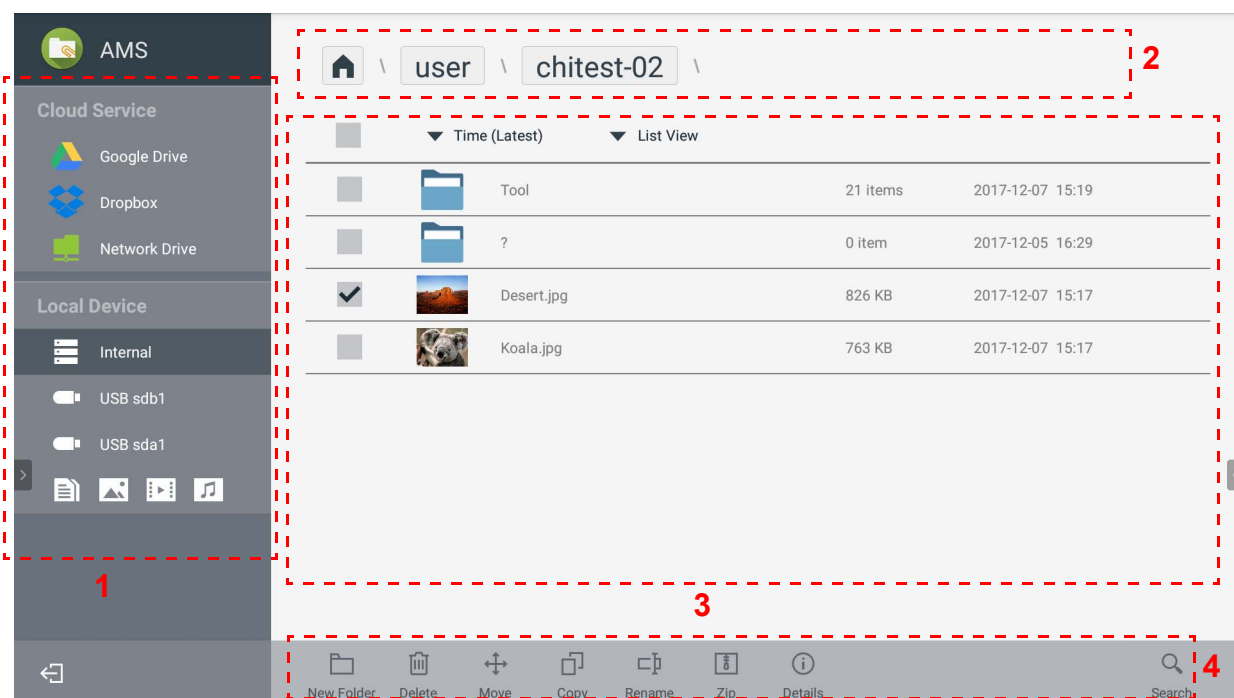 AMS
Cloud Service
Google Drive
Dropbox
Network Drive
Local Device
Internal
USB sdb1
USB sda1
1
\ user \ chitest-02 \
2
Time (Latest) List View
Tool 21 items 2017-12-07 15:19
? 0 item 2017-12-05 16:29
Desert.jpg 826 KB 2017-12-07 15:17
Koala.jpg 763 KB 2017-12-07 15:17
3
New Folder Delete Move Copy Rename Zip Details Search
4